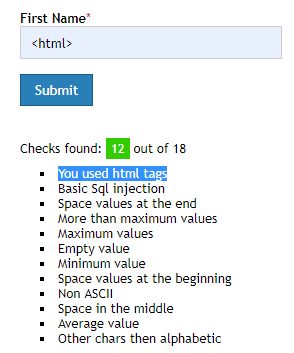 First Name*
<html>
Submit
Checks found: 12 out of 18
You used html tags
Basic Sql injection
Space values at the end
More than maximum values
Maximum values
Empty value
Minimum value
Space values at the beginning
Non ASCII
Space in the middle
Average value
Other chars then alphabetic